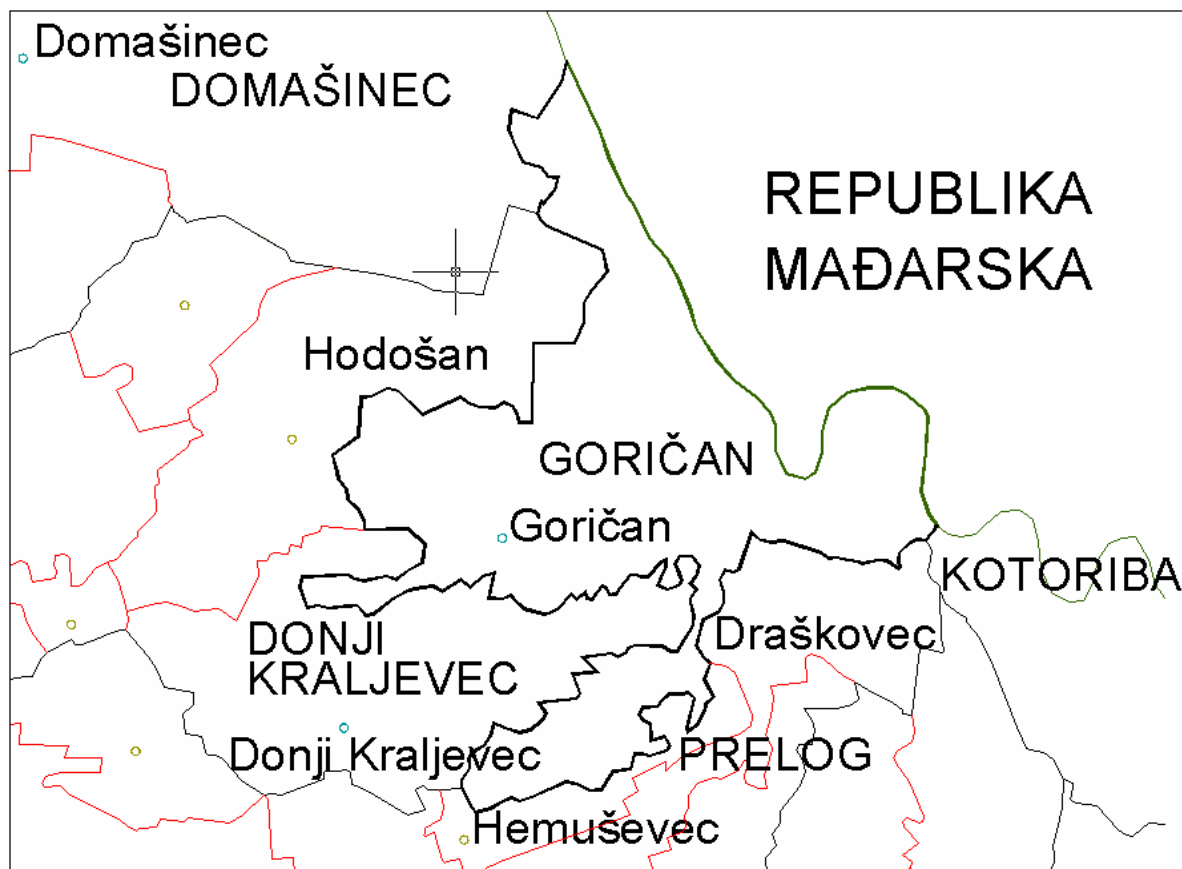 Domašinec
DOMAŠINEC
REPUBLIKA
MAĐARSKA
Hodošan
GORIČAN
Goričan
KOTORIBA
DONJI
KRALJEVEC
Draškovec
Donji Kraljevec
PRELOG
Hemuševec